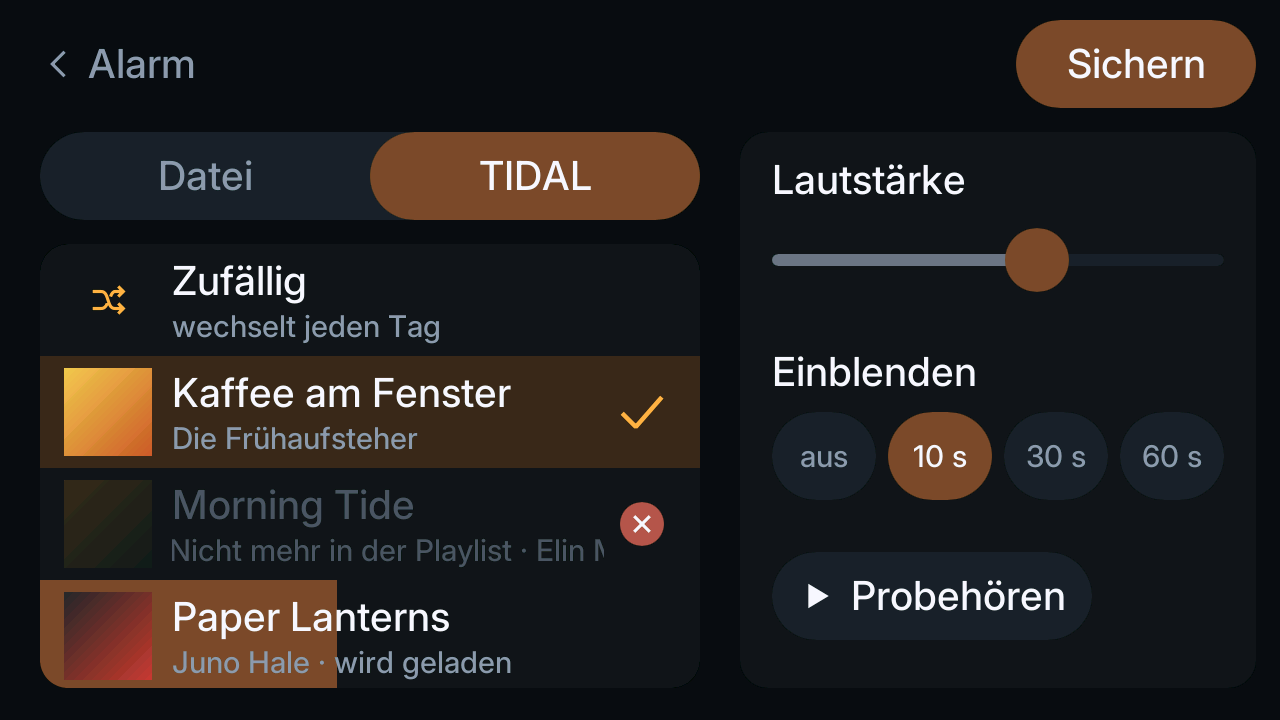 Alarm
Sichern
Datei
TIDAL
Zufällig
wechselt jeden Tag
Kaffee am Fenster
Die Frühaufsteher
Morning Tide
Nicht mehr in der Playlist · Elin
Paper Lanterns
Juno Hale · wird geladen
Lautstärke
Einblenden
aus
10 s
30 s
60 s
Probehören